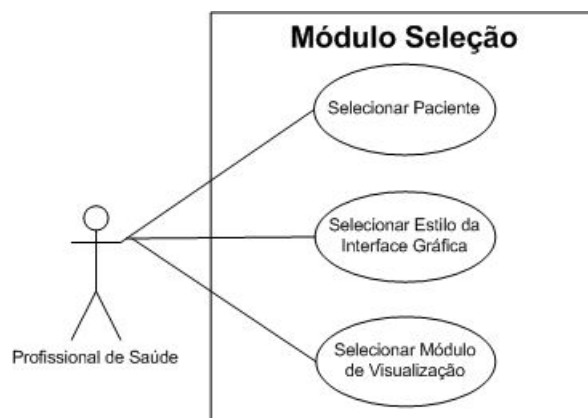 Módulo Seleção
Selecionar Paciente
Selecionar Estilo da
Interface Gráfica
Selecionar Módulo
de Visualização
Profissional de Saúde